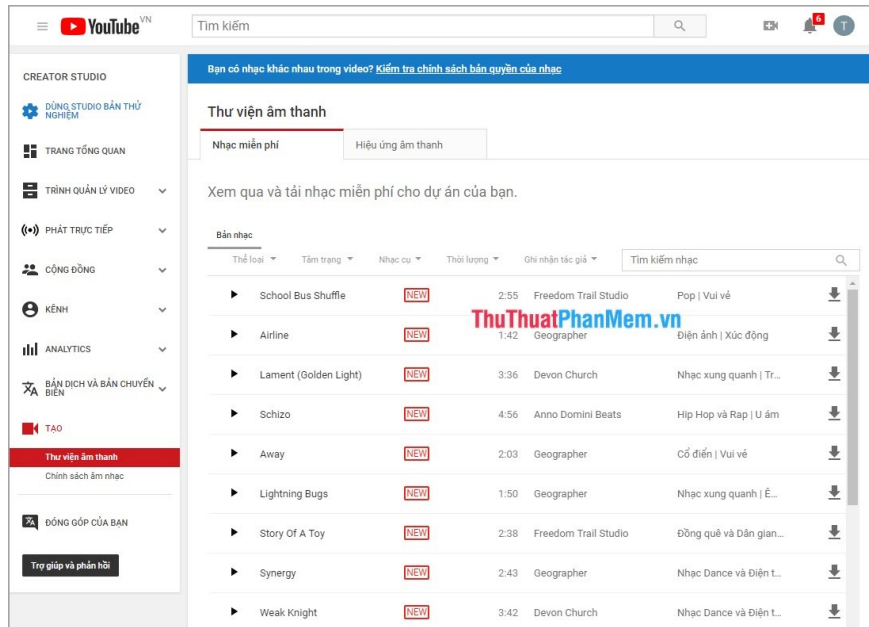 YouTube VN
Tìm kiếm
6
T
CREATOR STUDIO
DÙNG STUDIO BẢN THỬ
NGHIỆM
TRANG TỔNG QUAN
TRÌNH QUẢN LÝ VIDEO
PHÁT TRỰC TIẾP
CỘNG ĐỒNG
KÊNH
ANALYTICS
BẢN DỊCH VÀ BẢN CHUYỂN
BIÊN
TẠO
Thư viện âm thanh
Chính sách âm nhạc
ĐÓNG GÓP CỦA BẠN
Trợ giúp và phản hồi
Bạn có nhạc khác nhau trong video? Kiểm tra chính sách bản quyền của nhạc
Thư viện âm thanh
Nhạc miễn phí Hiệu ứng âm thanh
Xem qua và tải nhạc miễn phí cho dự án của bạn.
Bản nhạc
Thể loại Tâm trạng Nhạc cụ Thời lượng Ghi nhận tác giả Tìm kiếm nhạc
School Bus Shuffle NEW 2:55 Freedom Trail Studio Pop | Vui vẻ
ThuThuatPhanMem.vn
Airline NEW 1:42 Geographer Điện ảnh | Xúc động
Lament (Golden Light) NEW 3:36 Devon Church Nhạc xung quanh | Tr...
Schizo NEW 4:56 Anno Domini Beats Hip Hop và Rap | U ám
Away NEW 2:03 Geographer Cổ điển | Vui vẻ
Lightning Bugs NEW 1:50 Geographer Nhạc xung quanh | Ê...
Story Of A Toy NEW 2:38 Freedom Trail Studio Đồng quê và Dân gian...
Synergy NEW 2:43 Geographer Nhạc Dance và Điện t...
Weak Knight NEW 3:42 Devon Church Nhạc Dance và Điện t...